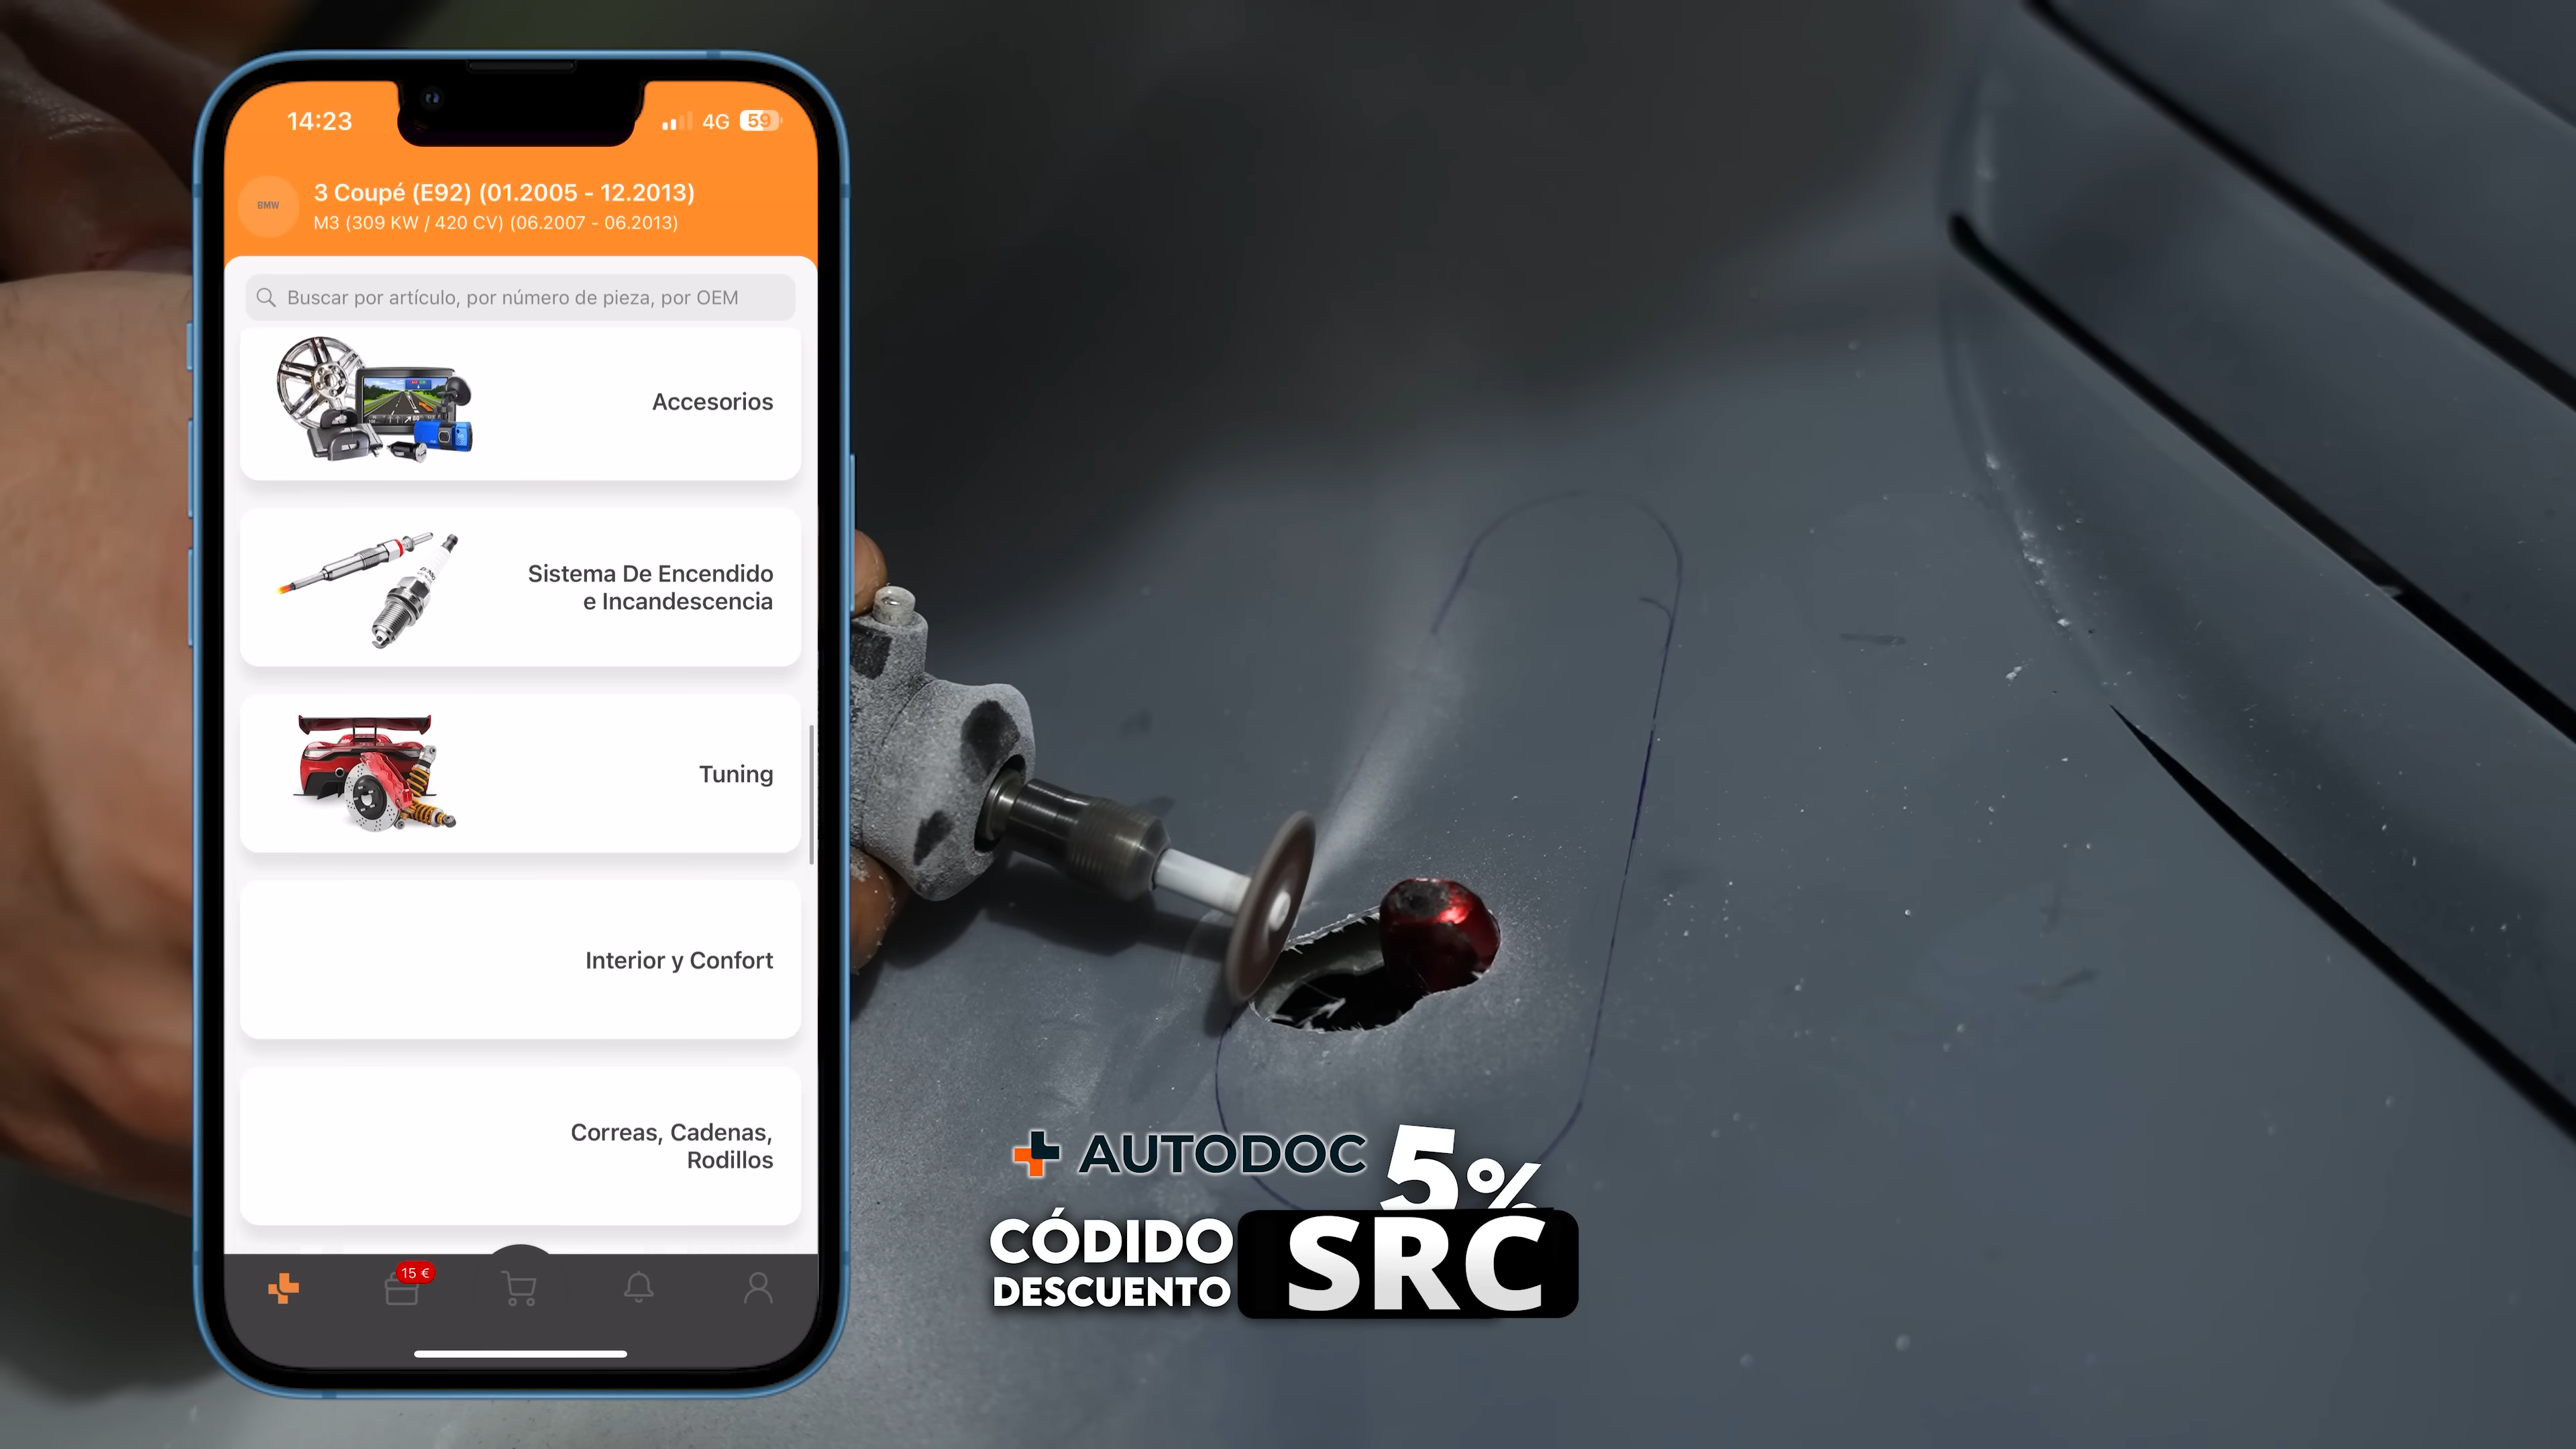 14:23
4G 59
BMW
3 Coupé (E92) (01.2005 - 12.2013)
M3 (309 KW / 420 CV) (06.2007 - 06.2013)
Buscar por artículo, por número de pieza, por OEM
Accesorios
Sistema De Encendido
e Incandescencia
Tuning
Interior y Confort
Correas, Cadenas,
Rodillos
15 €
AUTODOC 5%
CÓDIDO
DESCUENTO
SRC